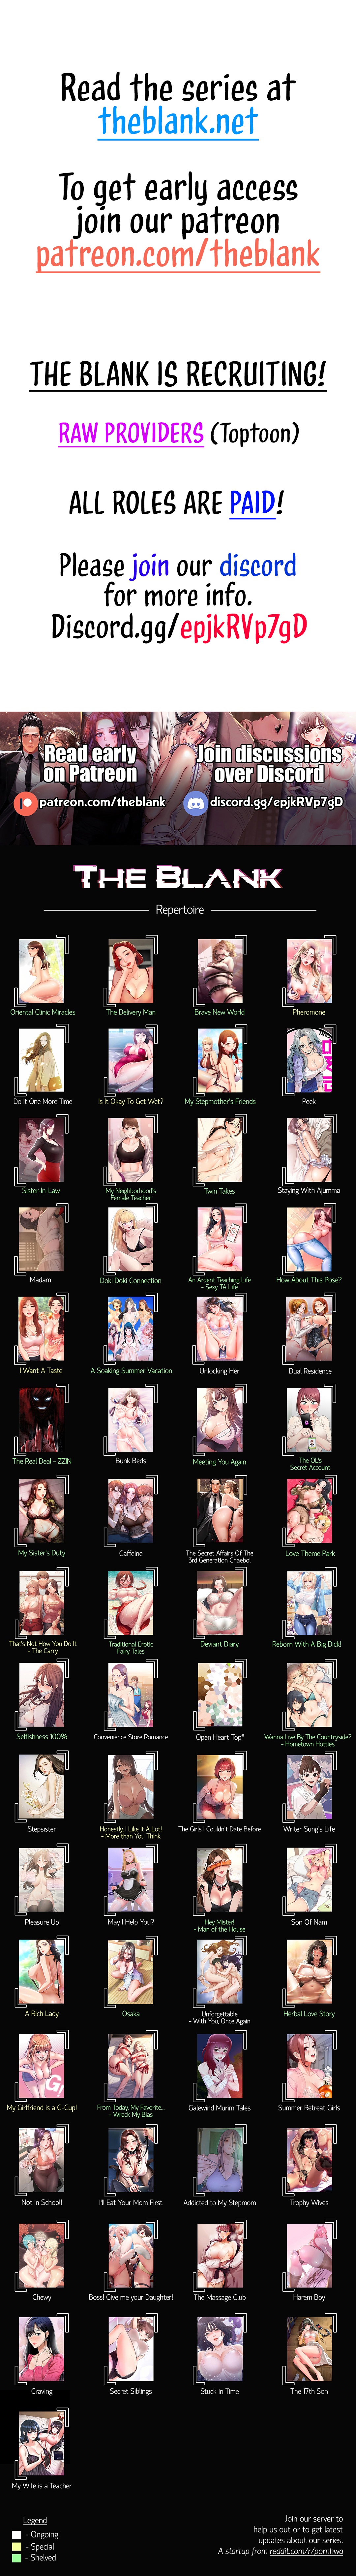 Read the series at
theblank.net
To get early access
join our patreon
patreon.com/theblank
THE BLANK IS RECRUITING!
RAW PROVIDERS (Toptoon)
ALL ROLES ARE PAID!
Please join our discord
for more info.
Discord.gg/epjkRVp7gD
Read early
on Patreon
patreon.com/theblank
Join discussions
over Discord
discord.gg/epjkRVp7gD
THE BLANK
Repertoire
Oriental Clinic Miracles
The Delivery Man
Brave New World
Pheromone
Do It One More Time
Is It Okay To Get Wet?
My Stepmother's Friends
Peek
Sister-In-Law
My Neighborhood's
Female Teacher
Twin Takes
Staying With Ajumma
Madam
Doki Doki Connection
An Ardent Teaching Life
- Sexy TA Life
How About This Pose?
I Want A Taste
A Soaking Summer Vacation
Unlocking Her
Dual Residence
The Real Deal - ZZIN
Bunk Beds
Meeting You Again
The OL's
Secret Account
My Sister's Duty
Caffeine
The Secret Affairs Of The
3rd Generation Chaebol
Love Theme Park
That's Not How You Do It
- The Carry
Traditional Erotic
Fairy Tales
Deviant Diary
Reborn With A Big Dick!
Selfishness 100%
Convenience Store Romance
Open Heart Top*
Wanna Live By The Countryside?
- Hometown Hotties
Stepsister
Honestly, I Like It A Lot!
- More than You Think
The Girls I Couldn't Date Before
Writer Sung's Life
Pleasure Up
May I Help You?
Hey Mister!
- Man of the House
Son Of Nam
A Rich Lady
Osaka
Unforgettable
- With You, Once Again
Herbal Love Story
My Girlfriend is a G-Cup!
From Today, My Favorite...
- Wreck My Bias
Galewind Murim Tales
Summer Retreat Girls
Not in School!
I'll Eat Your Mom First
Addicted to My Stepmom
Trophy Wives
Chewy
Boss! Give me your Daughter!
The Massage Club
Harem Boy
Craving
Secret Siblings
Stuck in Time
The 17th Son
My Wife is a Teacher
Legend
- Ongoing
- Special
- Shelved
Join our server to
help us out or to get latest
updates about our series.
A startup from reddit.com/r/pornhwa